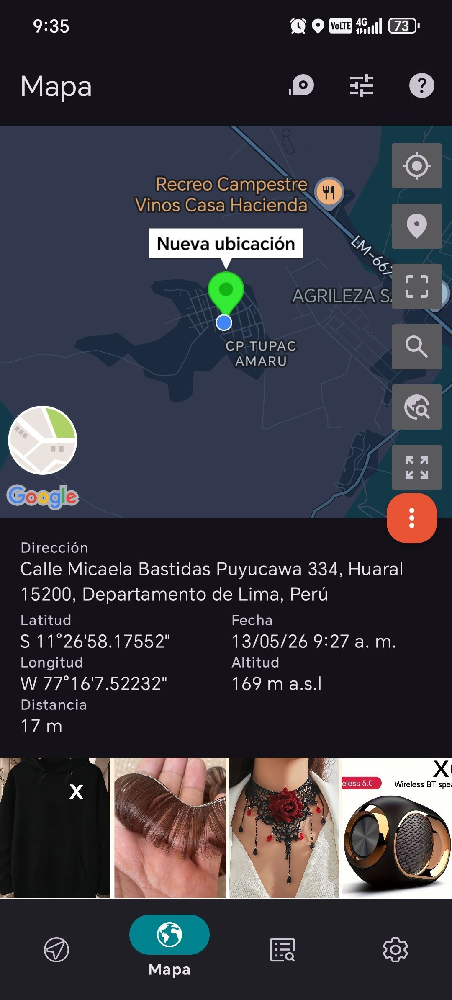 9:35
VoLTE
4G
73
Mapa
Recreo Campestre
Vinos Casa Hacienda
Nueva ubicación
LM-667
AGRILEZA SA
CP TUPAC
AMARU
Google
Dirección
Calle Micaela Bastidas Puyucawa 334, Huaral
15200, Departamento de Lima, Perú
Latitud
S 11°26'58.17552"
Fecha
13/05/26 9:27 a. m.
Longitud
W 77°16'7.52232"
Altitud
169 m a.s.l
Distancia
17 m
X
eless 5.0
Wireless BT spea
Mapa